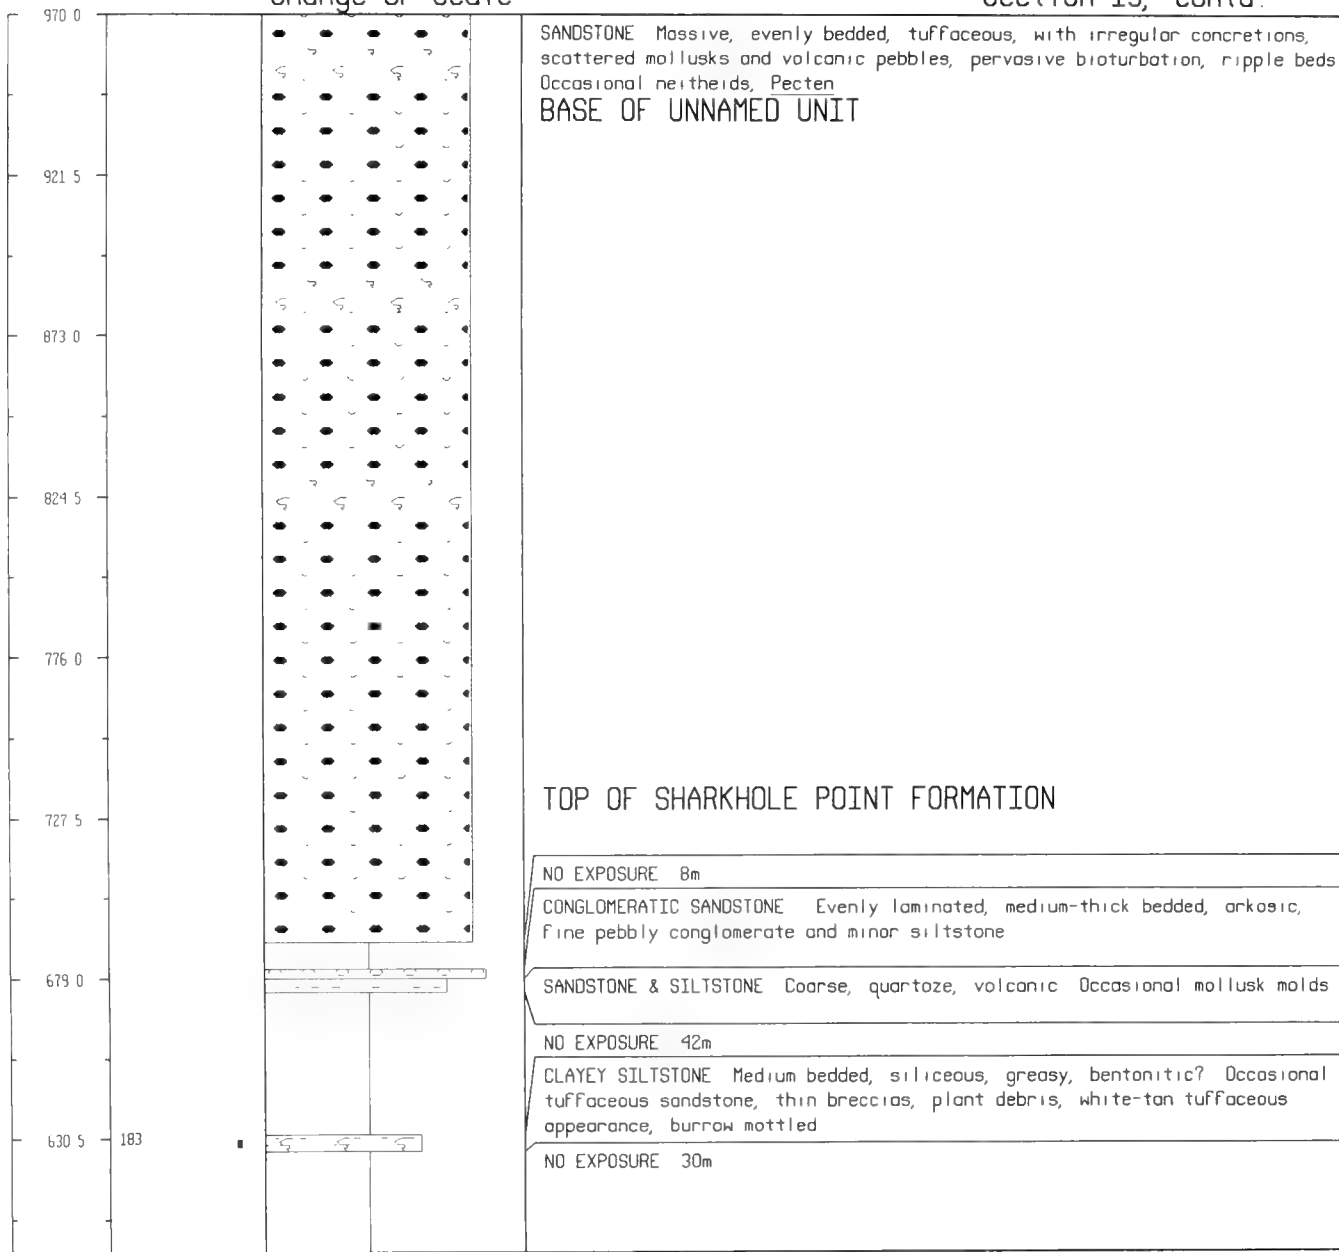 Change of Scale
Section 15, contd.
970 0
SANDSTONE Massive, evenly bedded, tuffaceous, with irregular concretions,
scattered mollusks and volcanic pebbles, pervasive bioturbation, ripple beds
Occasional neitheids, Pecten
BASE OF UNNAMED UNIT
921 5
873 0
824 5
776 0
TOP OF SHARKHOLE POINT FORMATION
727 5
NO EXPOSURE 8m
CONGLOMERATIC SANDSTONE Evenly laminated, medium-thick bedded, arkosic,
fine pebbly conglomerate and minor siltstone
679 0
SANDSTONE & SILTSTONE Coarse, quartoze, volcanic Occasional mollusk molds
NO EXPOSURE 42m
CLAYEY SILTSTONE Medium bedded, siliceous, greasy, bentonitic? Occasional
tuffaceous sandstone, thin breccias, plant debris, white-tan tuffaceous
appearance, burrow mottled
630 5 183
NO EXPOSURE 30m